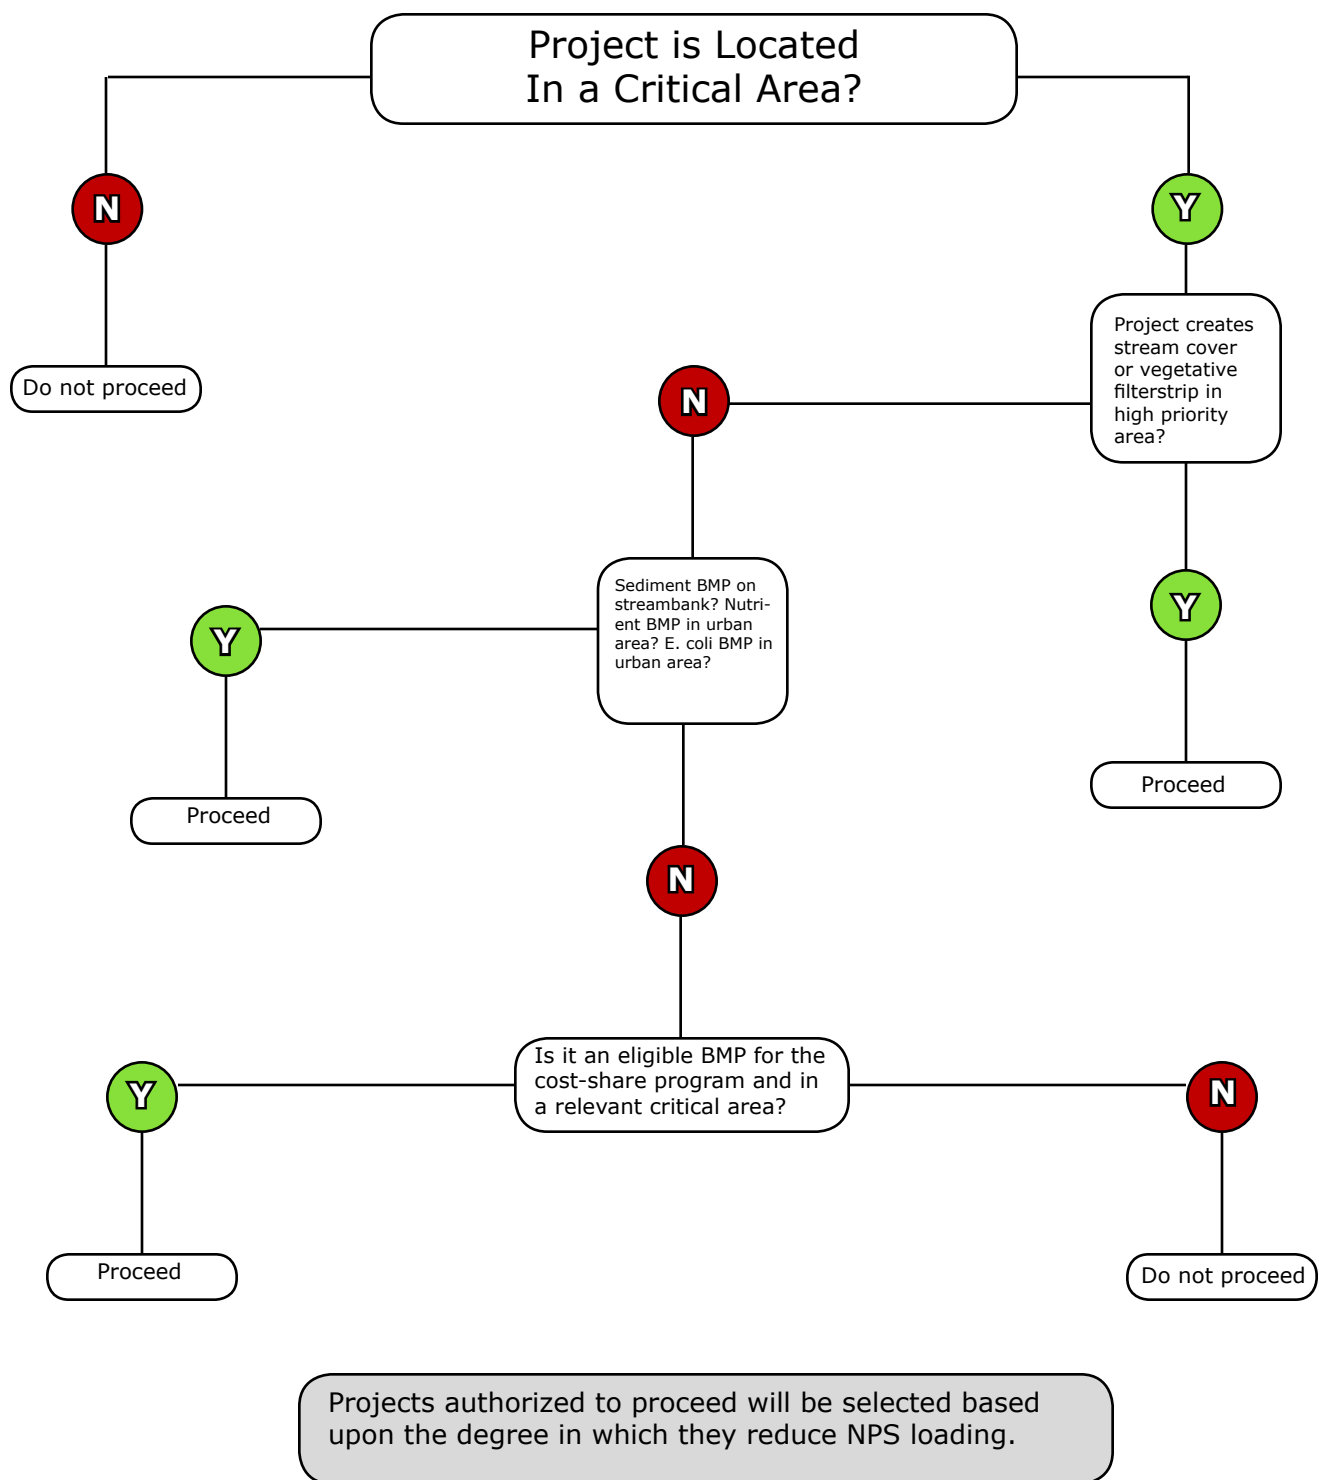 Project is Located
In a Critical Area?
N
Y
Do not proceed
Project creates
stream cover
or vegetative
filterstrip in
high priority
area?
N
Sediment BMP on
streambank? Nutri-
ent BMP in urban
area? E. coli BMP in
urban area?
Y
Y
Proceed
Proceed
N
Is it an eligible BMP for the
cost-share program and in
a relevant critical area?
Y
N
Proceed
Do not proceed
Projects authorized to proceed will be selected based
upon the degree in which they reduce NPS loading.